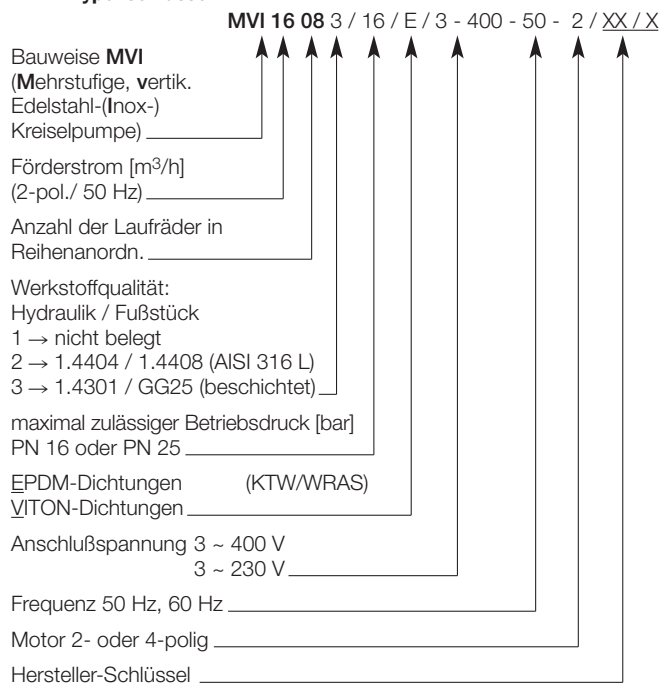 MVI 16 08 3 / 16 / E / 3 - 400 - 50 - 2 / XX / X
Bauweise MVI
(Mehrstufige, vertik.
Edelstahl-(Inox-)
Kreiselpumpe)
Förderstrom [m³/h]
(2-pol./ 50 Hz)
Anzahl der Laufräder in
Reihenanordn.
Werkstoffqualität:
Hydraulik / Fußstück
1 → nicht belegt
2 → 1.4404 / 1.4408 (AISI 316 L)
3 → 1.4301 / GG25 (beschichtet)
maximal zulässiger Betriebsdruck [bar]
PN 16 oder PN 25
EPDM-Dichtungen (KTW/WRAS)
VITON-Dichtungen
Anschlußspannung 3 ~ 400 V
3 ~ 230 V
Frequenz 50 Hz, 60 Hz
Motor 2- oder 4-polig
Hersteller-Schlüssel